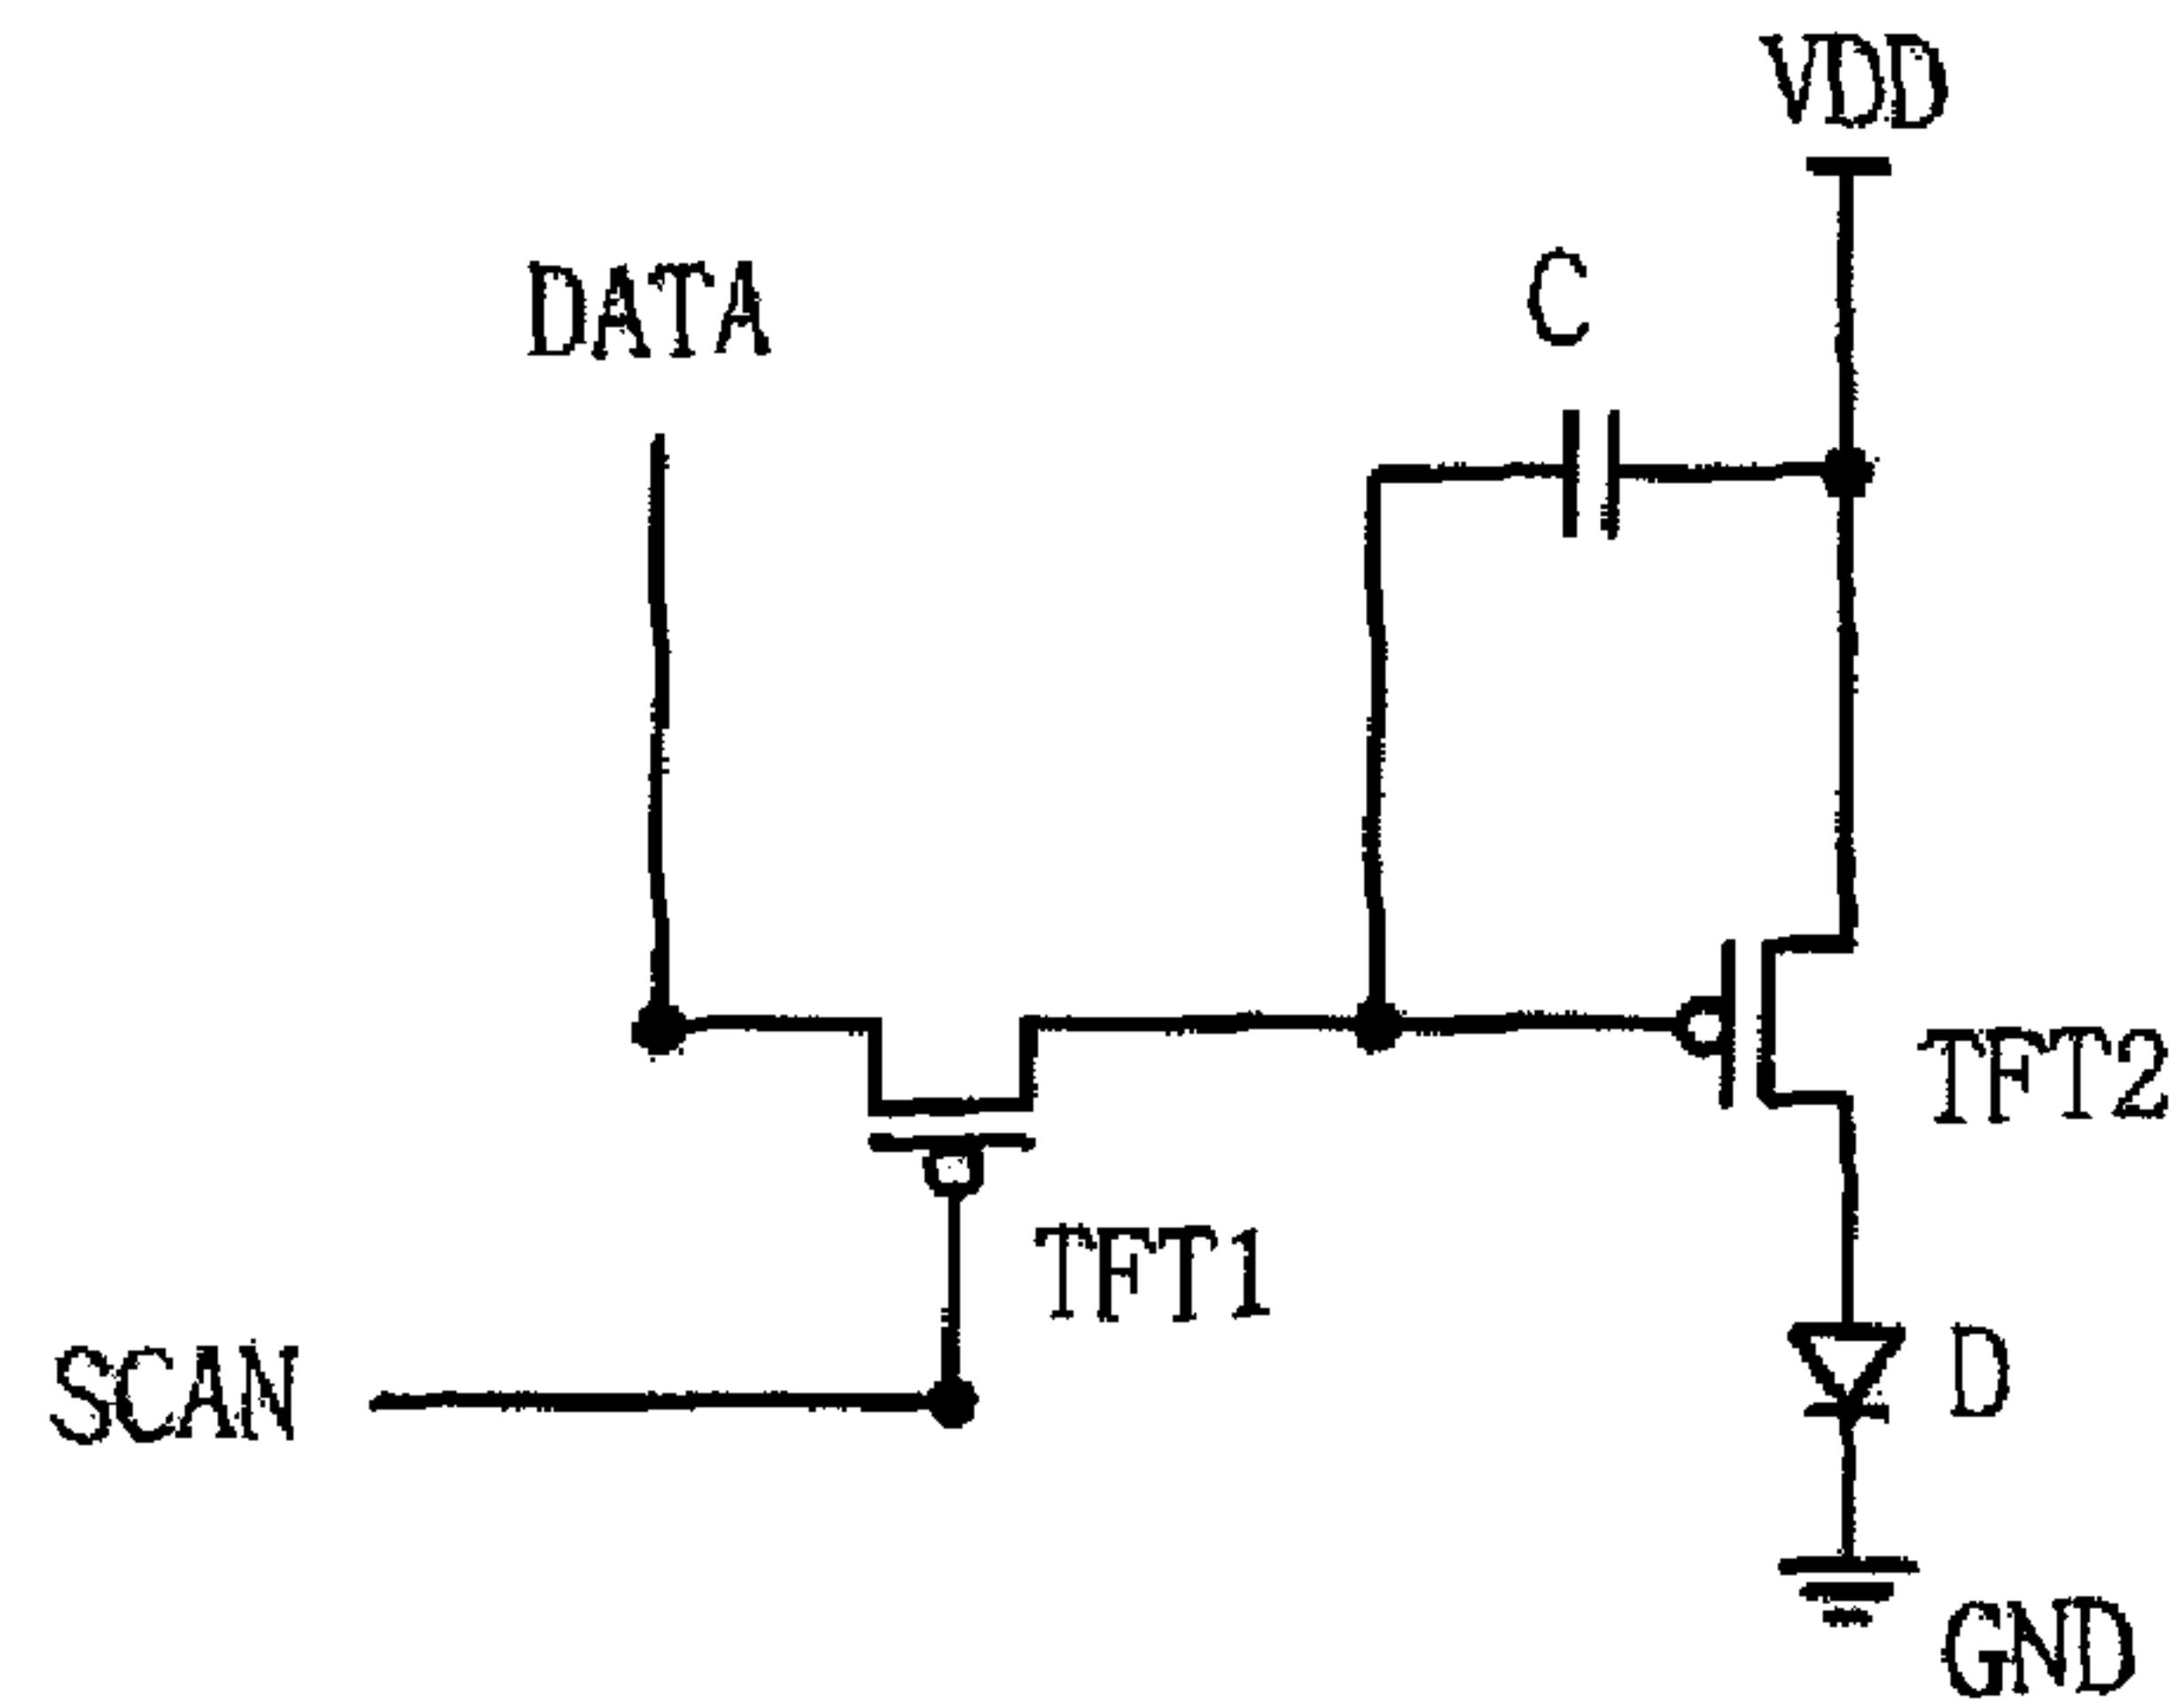 VDD
C
DATA
TFT2
TFT1
SCAN
D
GND